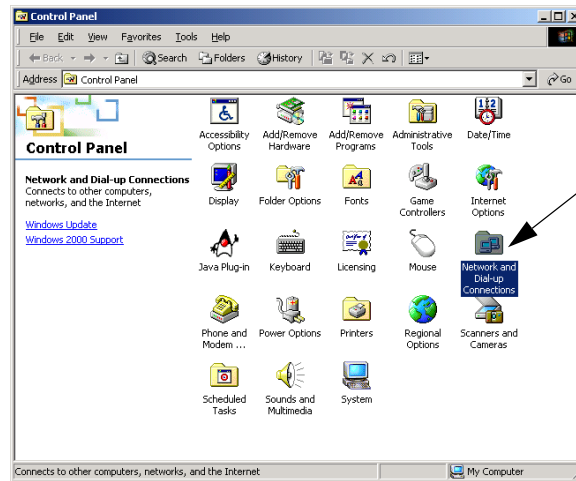 Control Panel
File Edit View Favorites Tools Help
Back Search Folders History
Address Control Panel Go
Control Panel
Network and Dial-up Connections
Connects to other computers,
networks, and the Internet
Windows Update
Windows 2000 Support
Accessibility
Options
Add/Remove
Hardware
Add/Remove
Programs
Administrative
Tools
12
Date/Time
Display
Folder Options
Fonts
Game
Controllers
Internet
Options
Java Plug-in
Keyboard
Licensing
Mouse
Network and
Dial-up
Connections
Phone and
Modem ...
Power Options
Printers
Regional
Options
Scanners and
Cameras
Scheduled
Tasks
Sounds and
Multimedia
System
Connects to other computers, networks, and the Internet
My Computer